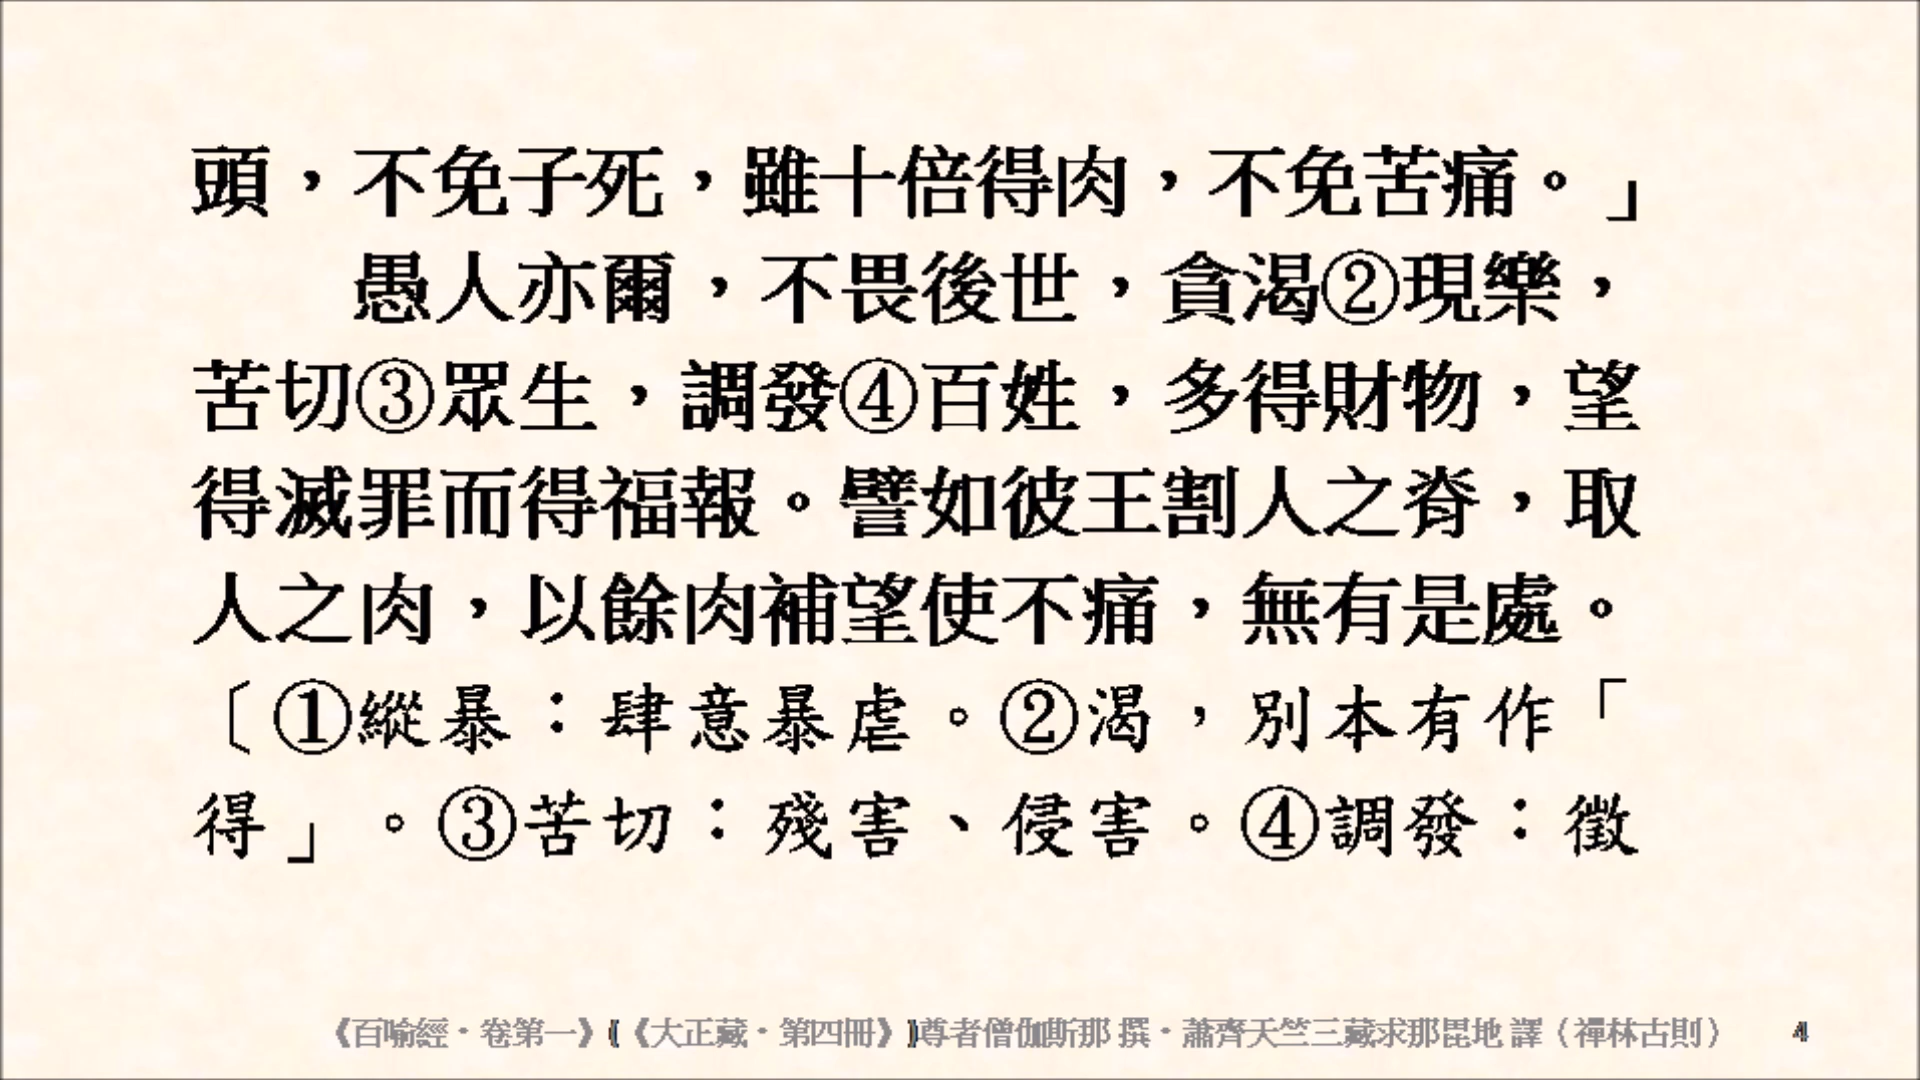 頭，不免子死，雖十倍得肉，不免苦痛。」
愚人亦爾，不畏後世，貪渴②現樂，
苦切③眾生，調發④百姓，多得財物，望
得滅罪而得福報。譬如彼王割人之脊，取
人之肉，以餘肉補望使不痛，無有是處。
〔①縱暴：肆意暴虐。②渴，別本有作「
得」。③苦切：殘害、侵害。④調發：徵
《百喻經·卷第一》(《大正藏·第四冊》)尊者僧伽斯那 撰·蕭齊天竺三藏求那毘地 譯（禪林古則） 4